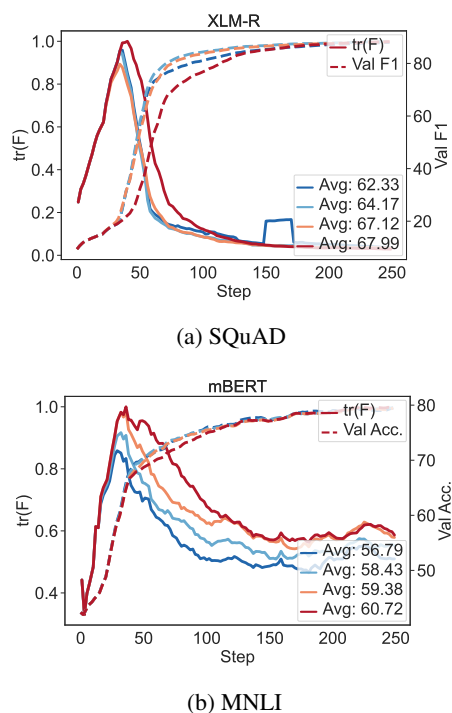 XLM-R
1.0
0.8
0.6
0.4
0.2
0.0
tr(F)
80
60
40
20
Val F1
tr(F)
Val F1
Avg: 62.33
Avg: 64.17
Avg: 67.12
Avg: 67.99
0 50 100 150 200 250
Step
(a) SQuAD
mBERT
1.0
0.8
0.6
0.4
tr(F)
80
70
60
50
Val Acc.
tr(F)
Val Acc.
Avg: 56.79
Avg: 58.43
Avg: 59.38
Avg: 60.72
0 50 100 150 200 250
Step
(b) MNLI